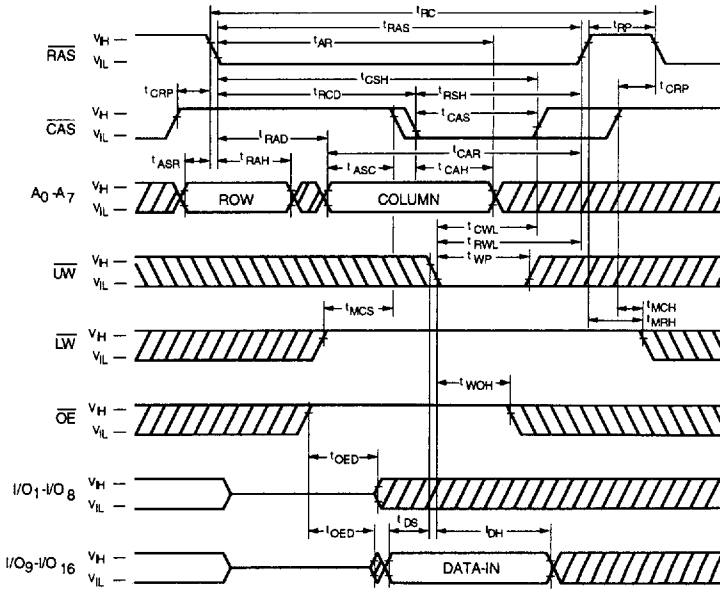 tRC
tRAS
tRP
tAR
RAS
VIH
VIL
tCSH
tCRP
tRCD
tRSH
tCRP
CAS
VIH
VIL
tCAS
tRAD
tCAR
tASR
tRAH
tASC
tCAH
A0-A7
VIH
VIL
ROW
COLUMN
tCWL
tRWL
tWP
UW
VIH
VIL
tMCS
tMCH
tMRH
LW
VIH
VIL
tWOH
OE
VIH
VIL
tOED
I/O1-I/O8
VIH
VIL
tOED
tDS
tDH
I/O9-I/O16
VIH
VIL
DATA-IN